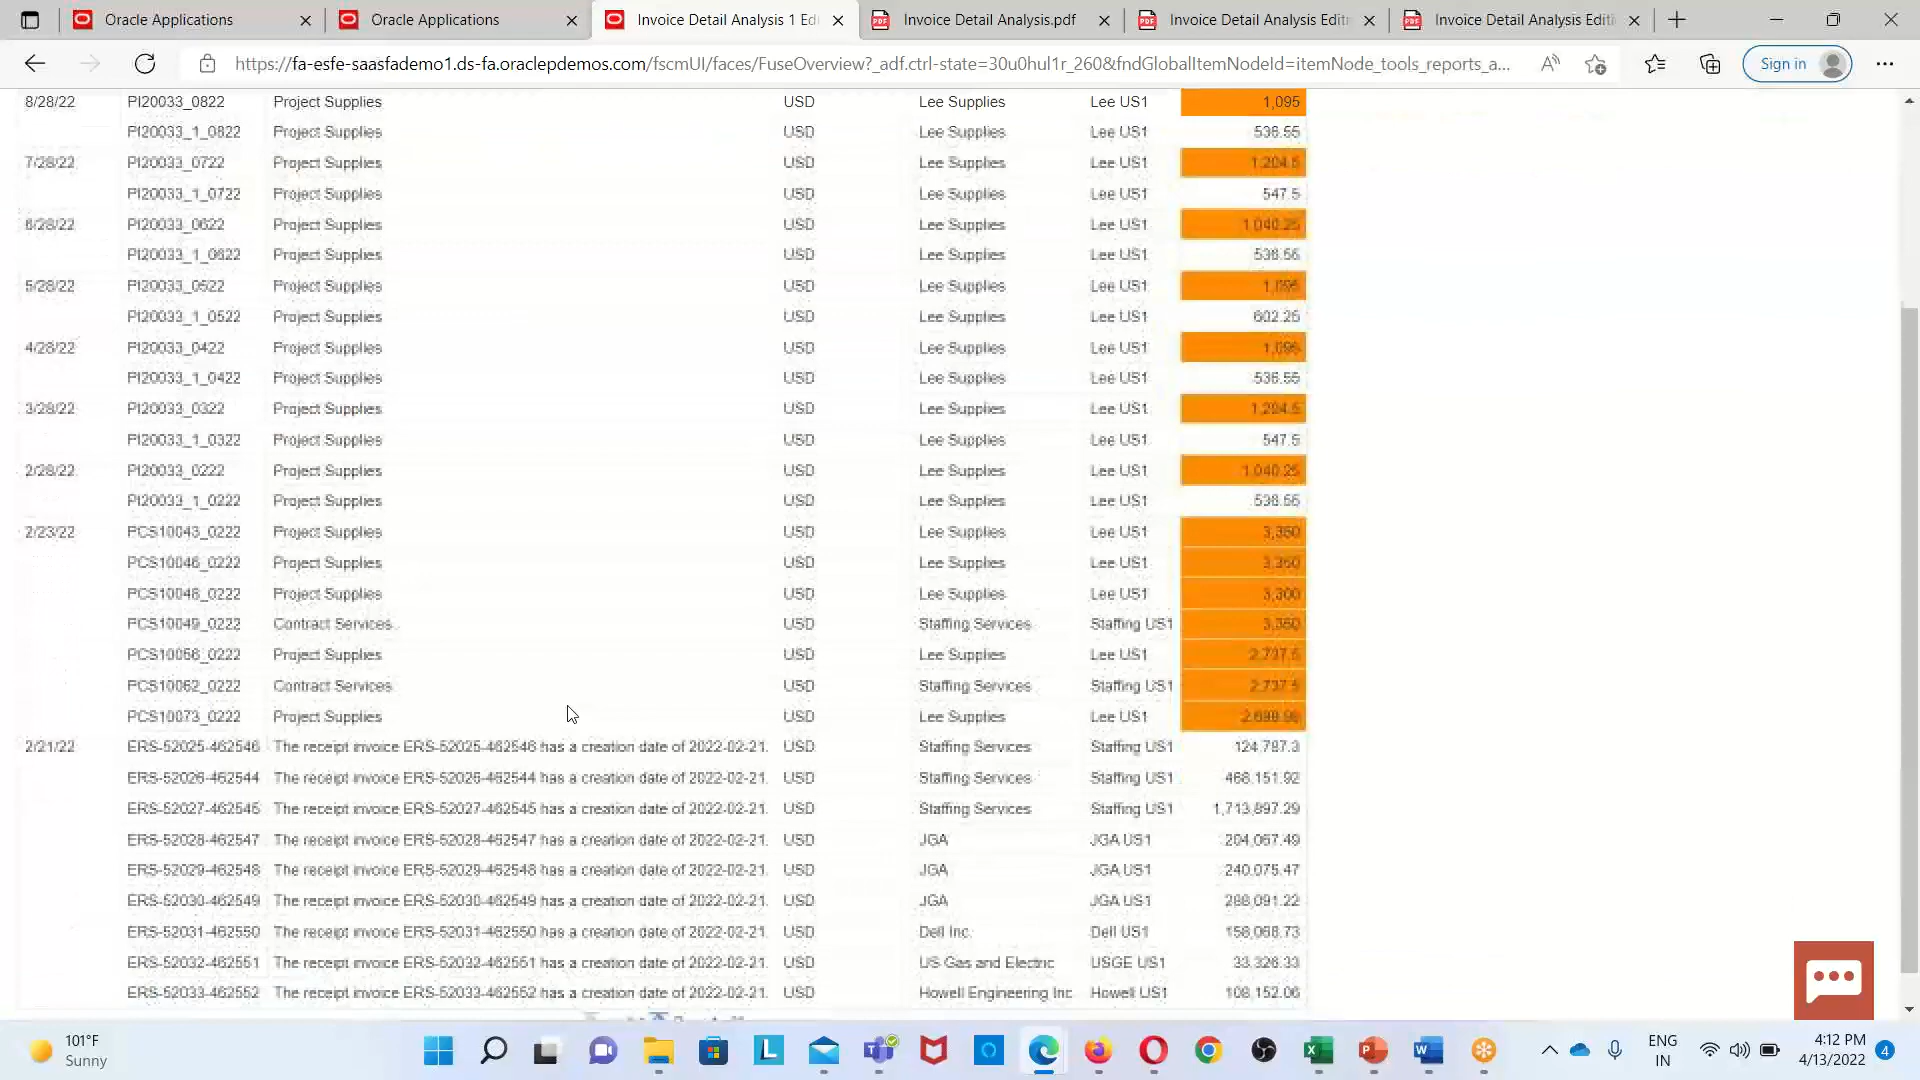 Oracle Applications
Oracle Applications
Invoice Detail Analysis 1 Edi
Invoice Detail Analysis.pdf
Invoice Detail Analysis Editi
Invoice Detail Analysis Editi
https://fa-esfe-saasfademo1.ds-fa.oraclepdemos.com/fscmUI/faces/FuseOverview?_adf.ctrl-state=30u0hul1r_260&fndGlobalItemNodeId=itemNode_tools_reports_a...
Sign in
8/28/22 PI20033_0822 Project Supplies USD Lee Supplies Lee US1 1,095
PI20033_1_0822 Project Supplies USD Lee Supplies Lee US1 536.55
7/28/22 PI20033_0722 Project Supplies USD Lee Supplies Lee US1 1,204.5
PI20033_1_0722 Project Supplies USD Lee Supplies Lee US1 547.5
6/28/22 PI20033_0622 Project Supplies USD Lee Supplies Lee US1 1,040.25
PI20033_1_0622 Project Supplies USD Lee Supplies Lee US1 536.55
5/28/22 PI20033_0522 Project Supplies USD Lee Supplies Lee US1 1,095
PI20033_1_0522 Project Supplies USD Lee Supplies Lee US1 602.25
4/28/22 PI20033_0422 Project Supplies USD Lee Supplies Lee US1 1,095
PI20033_1_0422 Project Supplies USD Lee Supplies Lee US1 536.55
3/28/22 PI20033_0322 Project Supplies USD Lee Supplies Lee US1 1,204.5
PI20033_1_0322 Project Supplies USD Lee Supplies Lee US1 547.5
2/28/22 PI20033_0222 Project Supplies USD Lee Supplies Lee US1 1,040.25
PI20033_1_0222 Project Supplies USD Lee Supplies Lee US1 536.55
2/23/22 PCS10043_0222 Project Supplies USD Lee Supplies Lee US1 3,350
PCS10046_0222 Project Supplies USD Lee Supplies Lee US1 3,350
PCS10048_0222 Project Supplies USD Lee Supplies Lee US1 3,300
PCS10049_0222 Contract Services USD Staffing Services Staffing US1 3,350
PCS10056_0222 Project Supplies USD Lee Supplies Lee US1 2,737.5
PCS10062_0222 Contract Services USD Staffing Services Staffing US1 2,737.5
PCS10073_0222 Project Supplies USD Lee Supplies Lee US1
2/21/22 ERS-52025-462546 The receipt invoice ERS-52025-462546 has a creation date of 2022-02-21. USD Staffing Services Staffing US1 124,787.3
ERS-52026-462544 The receipt invoice ERS-52026-462544 has a creation date of 2022-02-21. USD Staffing Services Staffing US1 468,151.92
ERS-52027-462545 The receipt invoice ERS-52027-462545 has a creation date of 2022-02-21. USD Staffing Services Staffing US1 1,713,897.29
ERS-52028-462547 The receipt invoice ERS-52028-462547 has a creation date of 2022-02-21. USD JGA JGA US1 204,067.49
ERS-52029-462548 The receipt invoice ERS-52029-462548 has a creation date of 2022-02-21. USD JGA JGA US1 240,075.47
ERS-52030-462549 The receipt invoice ERS-52030-462549 has a creation date of 2022-02-21. USD JGA JGA US1 288,091.22
ERS-52031-462550 The receipt invoice ERS-52031-462550 has a creation date of 2022-02-21. USD Dell Inc. Dell US1 158,068.73
ERS-52032-462551 The receipt invoice ERS-52032-462551 has a creation date of 2022-02-21. USD US Gas and Electric USGE US1 33,326.33
ERS-52033-462552 The receipt invoice ERS-52033-462552 has a creation date of 2022-02-21. USD Howell Engineering Inc Howell US1 108,152.06
101°F
Sunny
ENG
IN
4:12 PM
4/13/2022
4